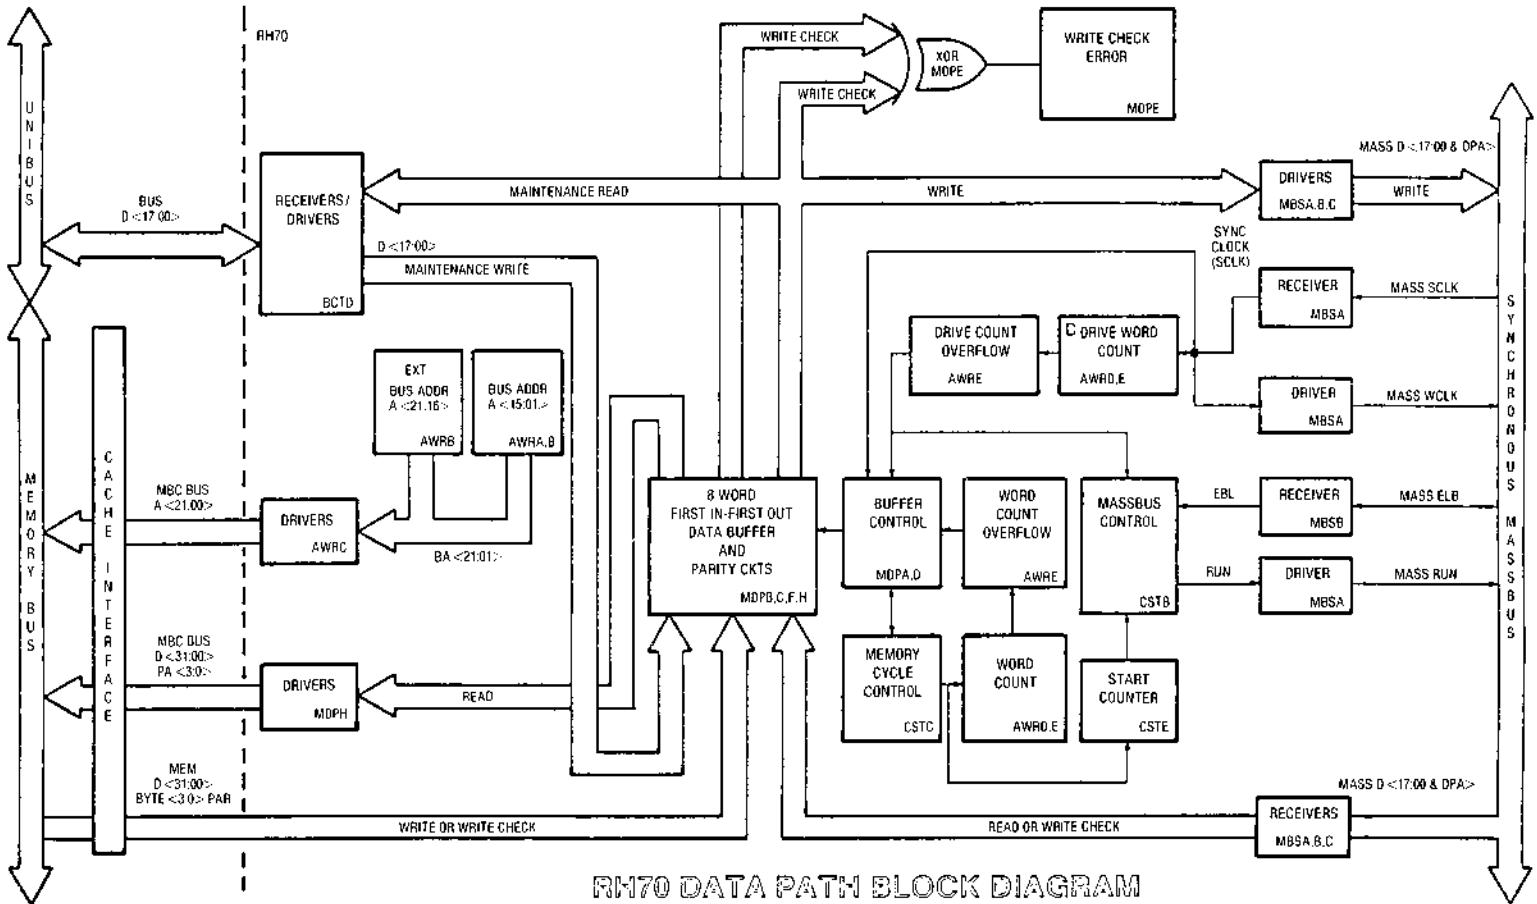 RH70
WRITE CHECK
XOR
MDPE
WRITE CHECK
ERROR
MDPE
WRITE CHECK
UNIBUS
BUS
D <17:00>
RECEIVERS/
DRIVERS
BCTD
MAINTENANCE READ
WRITE
DRIVERS
MBSA,B,C
MASS D <17:00 & DPA>
WRITE
D <17:00>
MAINTENANCE WRITE
SYNC
CLOCK
(SCLK)
RECEIVER
MBSA
MASS SCLK
DRIVE COUNT
OVERFLOW
AWRE
C DRIVE WORD
COUNT
AWRD,E
DRIVER
MBSA
MASS WCLK
EXT
BUS ADDR
A <21:16>
AWRB
BUS ADDR
A <15:01>
AWRA,B
MEMORY BUS
CACHE INTERFACE
MBC BUS
A <21:00>
DRIVERS
AWRC
BA <21:01>
8 WORD
FIRST IN-FIRST OUT
DATA BUFFER
AND
PARITY CKTS
MDPB,C,F,H
BUFFER
CONTROL
MDPA,D
WORD
COUNT
OVERFLOW
AWRE
MASSBUS
CONTROL
CSTB
EBL
RECEIVER
MBSB
MASS ELB
RUN
DRIVER
MBSA
MASS RUN
SYNCHRONOUS MASSBUS
MBC BUS
D <31:00>
PA <3:0>
DRIVERS
MDPH
READ
MEMORY
CYCLE
CONTROL
CSTC
WORD
COUNT
AWRD,E
START
COUNTER
CSTE
MEM
D <31:00>
BYTE <3:0> PAR
WRITE OR WRITE CHECK
READ OR WRITE CHECK
MASS D <17:00 & DPA>
RECEIVERS
MBSA,B,C
RH70 DATA PATH BLOCK DIAGRAM